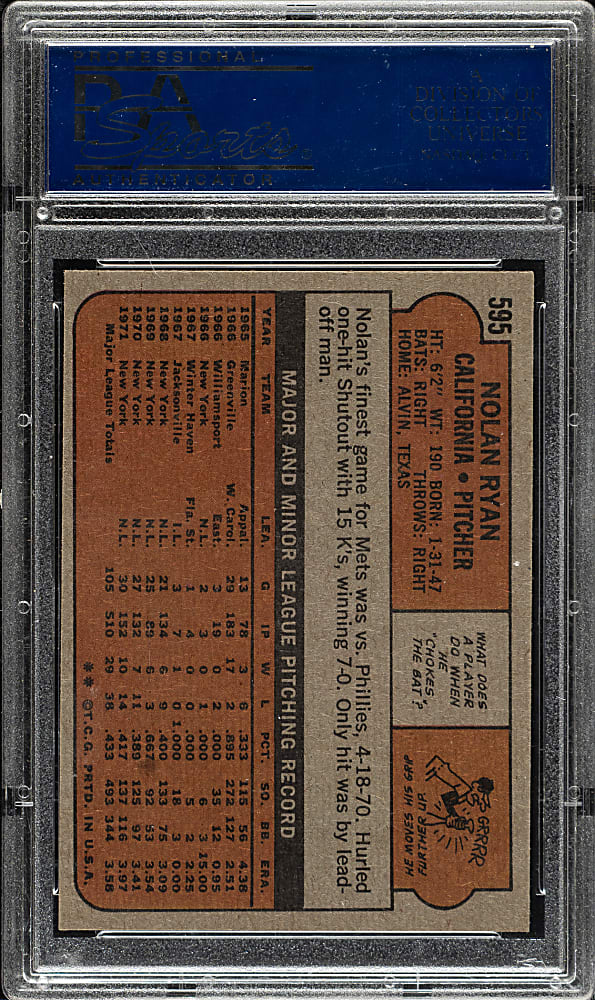 PROFESSIONAL
PSA
Sports.
AUTHENTICATOR
A
DIVISION OF
COLLECTORS
UNIVERSE
595
NOLAN RYAN
CALIFORNIA • PITCHER
HT: 6'2" WT: 190 BORN: 1-31-47
BATS: RIGHT THROWS: RIGHT
HOME: ALVIN, TEXAS
WHAT DOES
A PLAYER
DO WHEN
HE
"CHOKES"
THE BAT?
GRRRR
HE MOVES HIS GRIP
FURTHER UP.
Nolan's finest game for Mets was vs. Phillies, 4-18-70. Hurled
one-hit Shutout with 15 K's, winning 7-0. Only hit was by lead-
off man.
MAJOR AND MINOR LEAGUE PITCHING RECORD
YEAR TEAM LEA. G IP W L PCT. SO. BB. ERA.
1965 Marion Appal. 13 78 3 6 .333 115 56 4.38
1966 Greenville W. Carol. 29 183 17 2 .895 272 127 2.51
1966 Williamsport East. 3 19 0 2 .000 35 12 0.95
1966 New York N.L. 2 3 0 1 .000 6 3 15.00
1967 Winter Haven Fla. St. 1 4 0 0 .000 5 2 2.25
1967 Jacksonville I.L. 3 7 1 0 1.000 18 3 0.00
1968 New York N.L. 21 134 6 9 .400 133 75 3.09
1969 New York N.L. 25 89 6 3 .667 92 53 3.54
1970 New York N.L. 27 132 7 11 .389 125 97 3.41
1971 New York N.L. 30 152 10 14 .417 137 116 3.97
Major League Totals 105 510 29 38 .433 493 344 3.58
** ©T.C.G. PRTD. IN U.S.A.